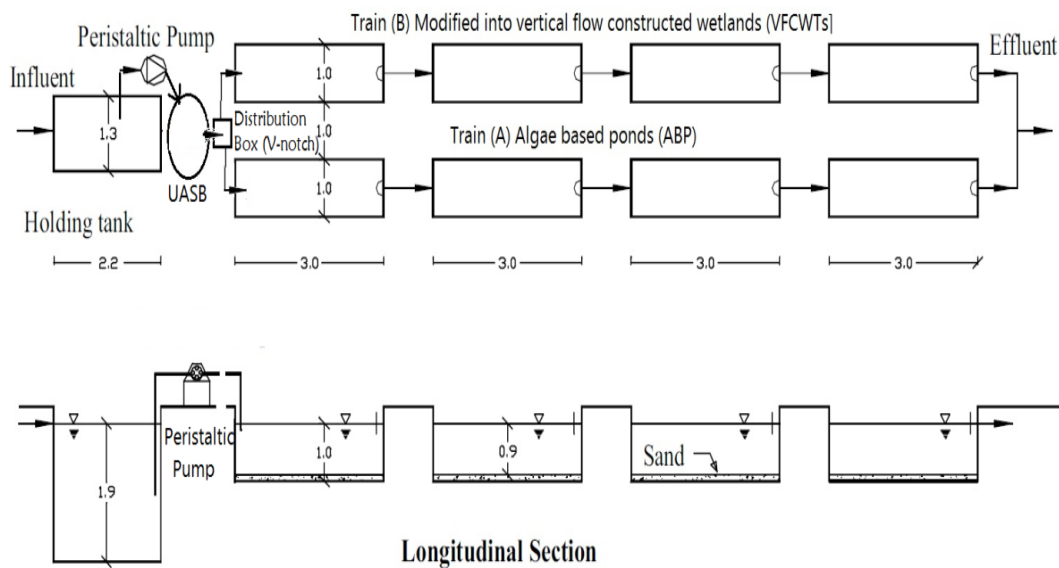 Train (B) Modified into vertical flow constructed wetlands (VFCWTs]
Peristaltic Pump
Effluent
Influent
1.0
1.3
Distribution
Box (V-notch)
1.0
Train (A) Algae based ponds (ABP)
UASB
1.0
Holding tank
2.2
3.0
3.0
3.0
3.0
Peristaltic
Pump
1.0
0.9
Sand
1.9
Longitudinal Section